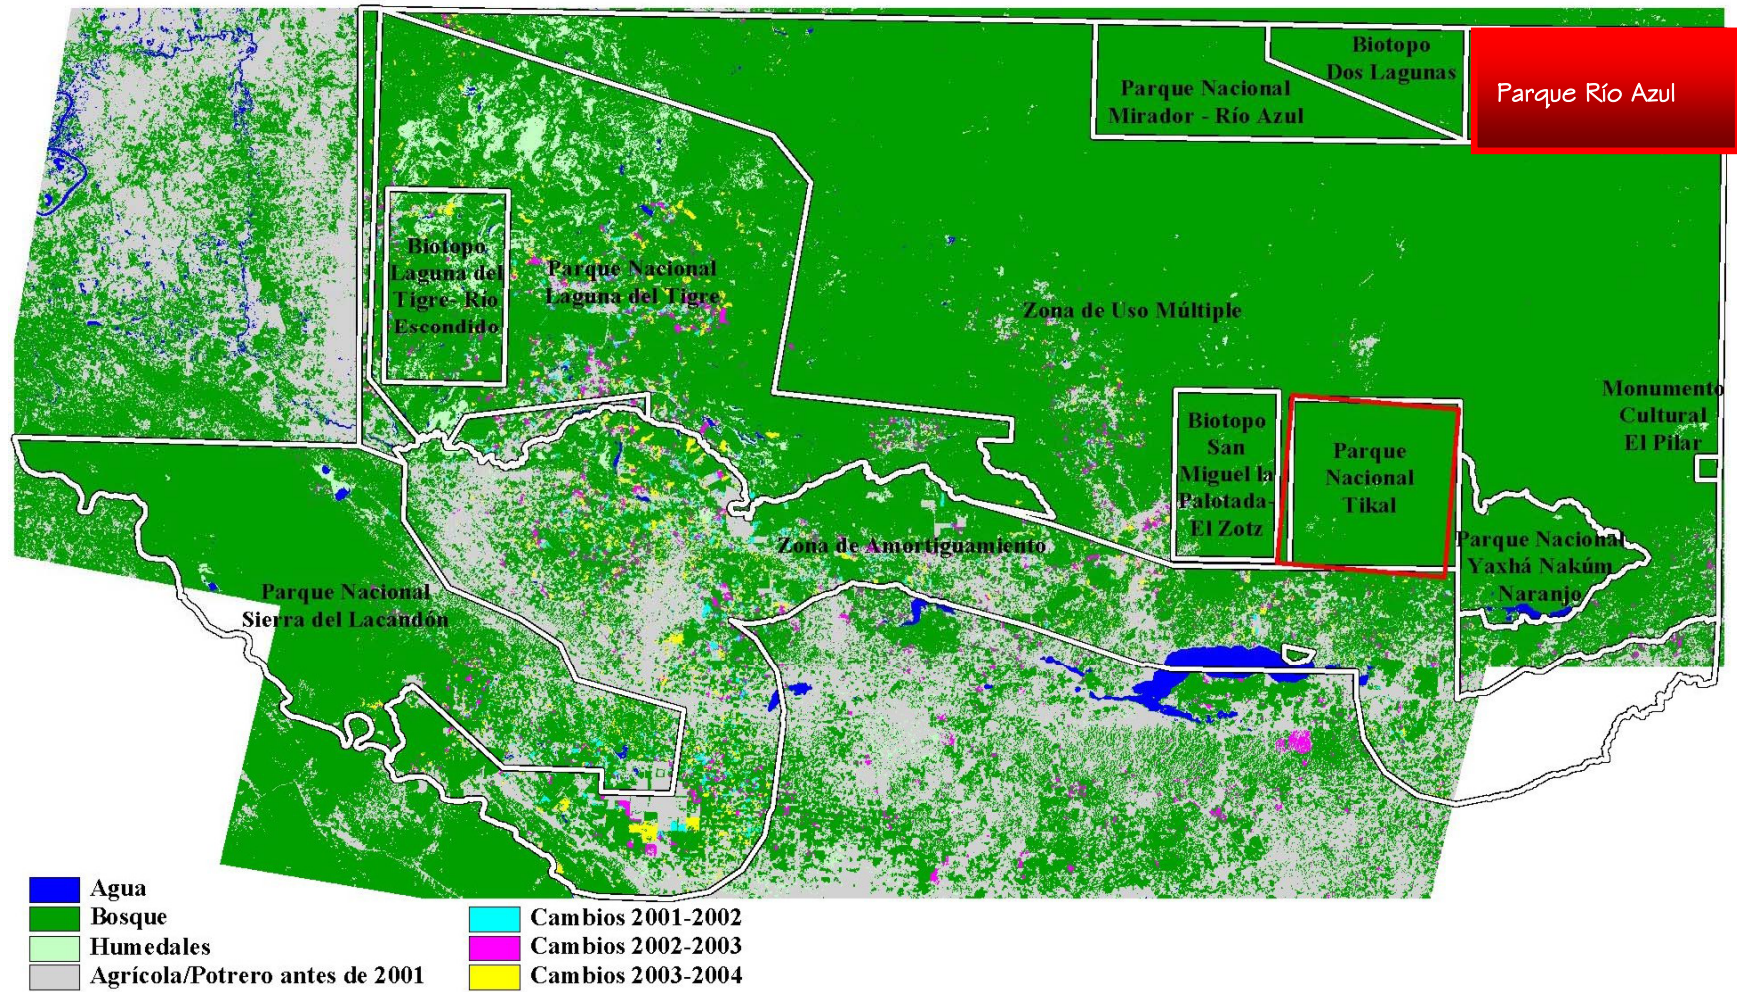 Biotopo
Dos Lagunas
Parque Nacional
Mirador - Río Azul
Parque Río Azul
Biotopo
Laguna del
Tigre- Río
Escondido
Parque Nacional
Laguna del Tigre
Zona de Uso Múltiple
Monumento
Cultural
El Pilar
Biotopo
San
Miguel la
Palotada-
El Zotz
Parque
Nacional
Tikal
Parque Nacional
Yaxhá Nakúm
Naranjo
Zona de Amortiguamiento
Parque Nacional
Sierra del Lacandón
Agua
Bosque
Humedales
Agrícola/Potrero antes de 2001
Cambios 2001-2002
Cambios 2002-2003
Cambios 2003-2004